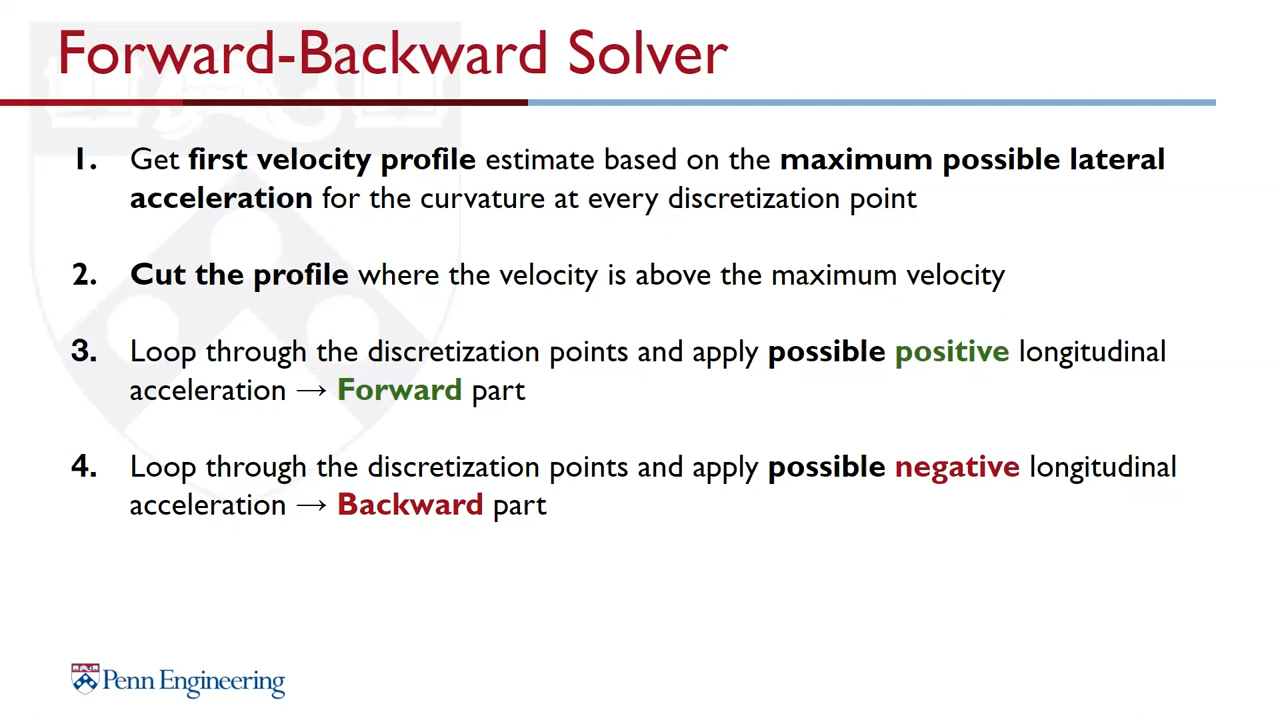 Forward-Backward Solver
1. Get first velocity profile estimate based on the maximum possible lateral
acceleration for the curvature at every discretization point
2. Cut the profile where the velocity is above the maximum velocity
3. Loop through the discretization points and apply possible positive longitudinal
acceleration → Forward part
4. Loop through the discretization points and apply possible negative longitudinal
acceleration → Backward part
Penn Engineering